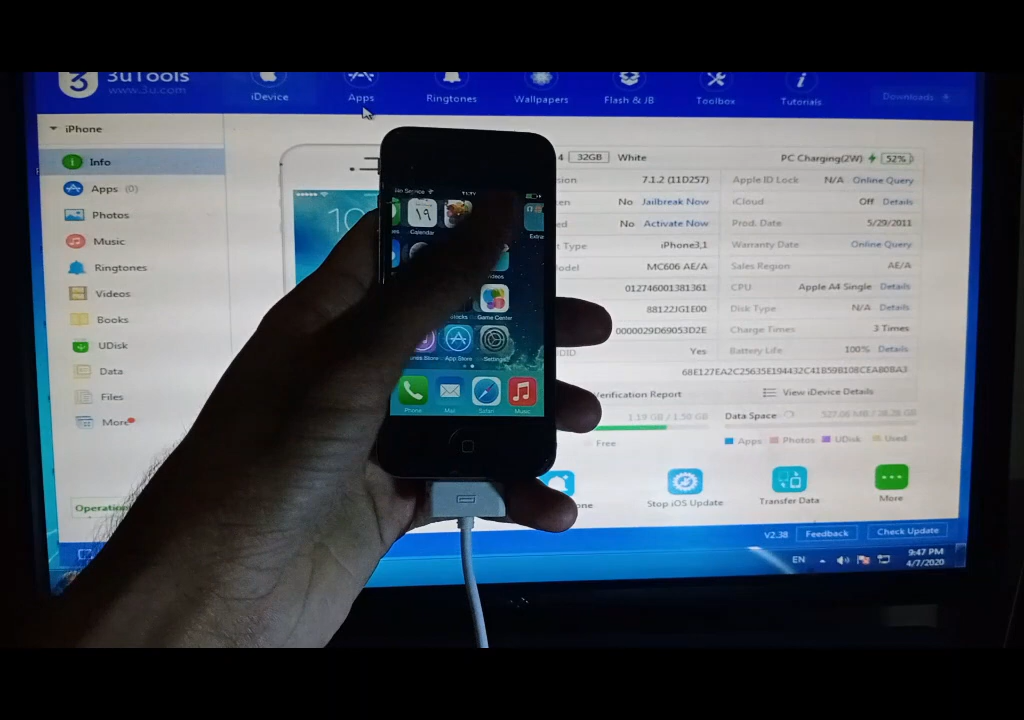 3uTools
www.3u.com
iDevice
Apps
Ringtones
Wallpapers
Flash & JB
Toolbox
Tutorials
Downloads
iPhone
Info
Apps (0)
Photos
Music
Ringtones
Videos
Books
UDisk
Data
Files
More
4 32GB White
PC Charging(2W) 52%
7.1.2 (11D257)
Apple ID Lock N/A Online Query
No Jailbreak Now
iCloud Off Details
No Activate Now
Prod. Date 5/29/2011
Type iPhone3,1
Warranty Date Online Query
MC606 AE/A
Sales Region AE/A
012746001381361
CPU Apple A4 Single Details
88122JG1E00
Disk Type N/A Details
0000029D69053D2E
Charge Times 3 Times
Yes
Battery Life 100% Details
68E127EA2C25635E194432C41B59B108CEA80BA3
Verification Report
View iDevice Details
Data Space
Free
Apps Photos UDisk Used
Stop iOS Update
Transfer Data
More
V2.38 Feedback Check Update
EN
9:47 PM
4/7/2020
١٩
Calendar
Game Center
App Store
Settings
Phone
Mail
Safari
Music